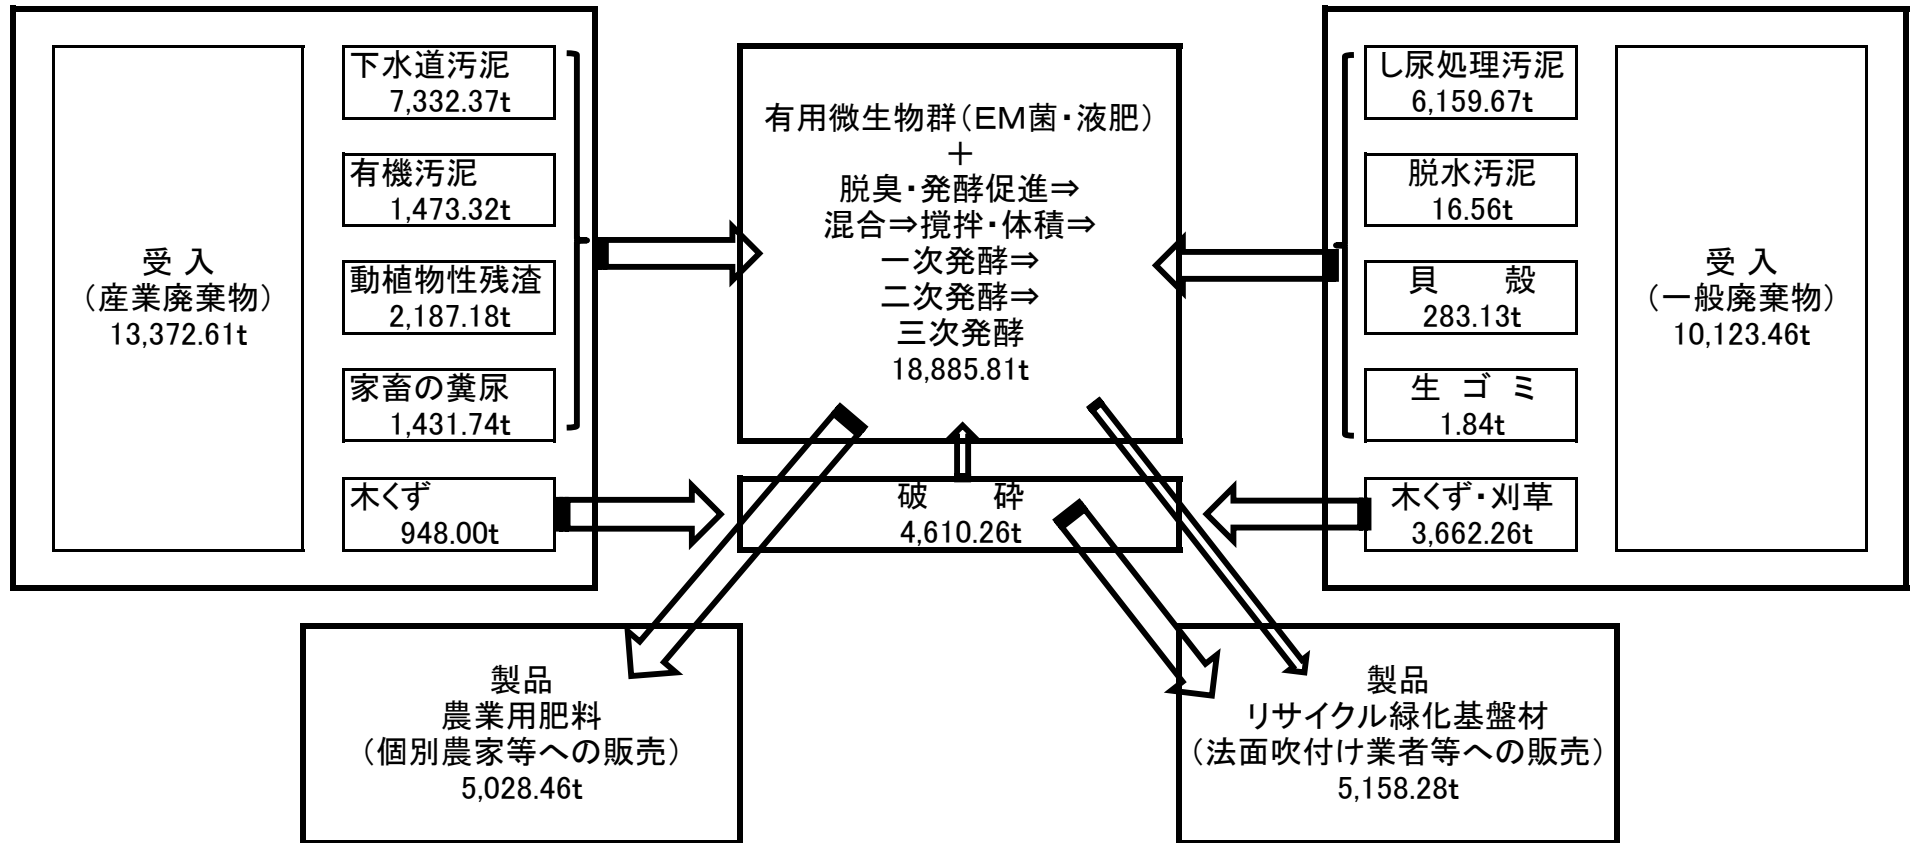 受 入
（産業廃棄物）
13,372.61t
下水道汚泥
7,332.37t
有機汚泥
1,473.32t
動植物性残渣
2,187.18t
家畜の糞尿
1,431.74t
木くず
948.00t
有用微生物群（ＥＭ菌・液肥）
＋
脱臭・発酵促進⇒
混合⇒撹拌・体積⇒
一次発酵⇒
二次発酵⇒
三次発酵
18,885.81t
破　　砕
4,610.26t
し尿処理汚泥
6,159.67t
脱水汚泥
16.56t
貝　　殻
283.13t
生　ゴ　ミ
1.84t
木くず・刈草
3,662.26t
受 入
（一般廃棄物）
10,123.46t
製品
農業用肥料
（個別農家等への販売）
5,028.46t
製品
リサイクル緑化基盤材
（法面吹付け業者等への販売）
5,158.28t